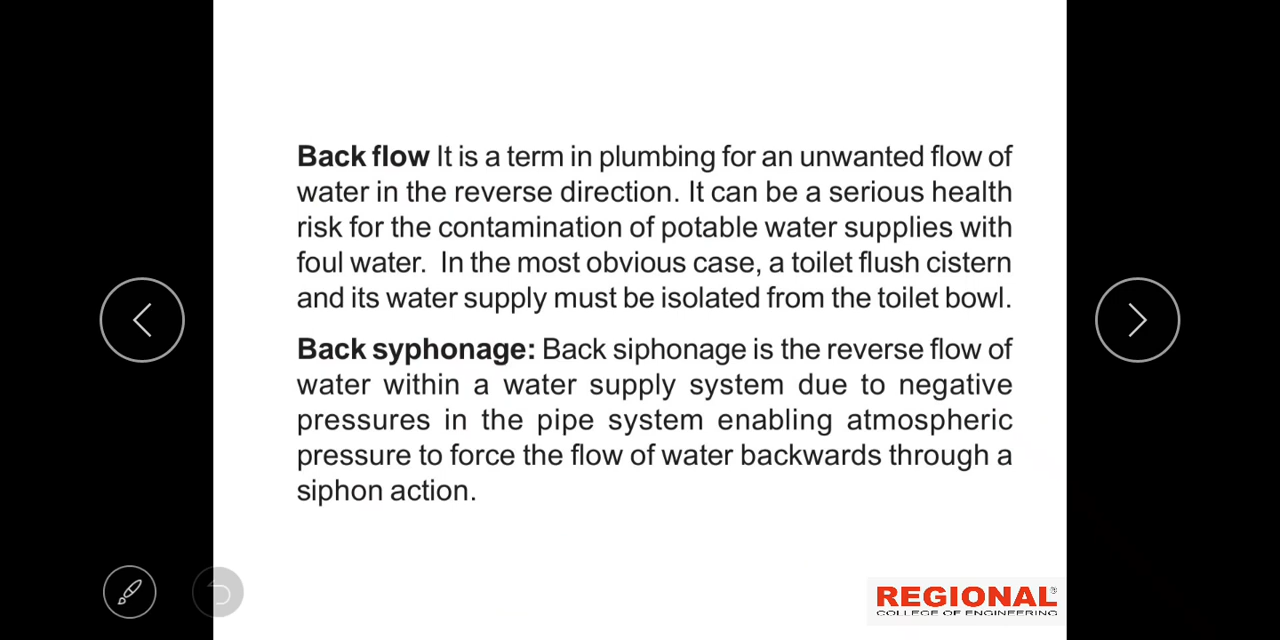 Back flow It is a term in plumbing for an unwanted flow of
water in the reverse direction. It can be a serious health
risk for the contamination of potable water supplies with
foul water.  In the most obvious case, a toilet flush cistern
and its water supply must be isolated from the toilet bowl.
Back syphonage: Back siphonage is the reverse flow of
water within a water supply system due to negative
pressures in the pipe system enabling atmospheric
pressure to force the flow of water backwards through a
siphon action.
REGIONAL®
COLLEGE OF ENGINEERING